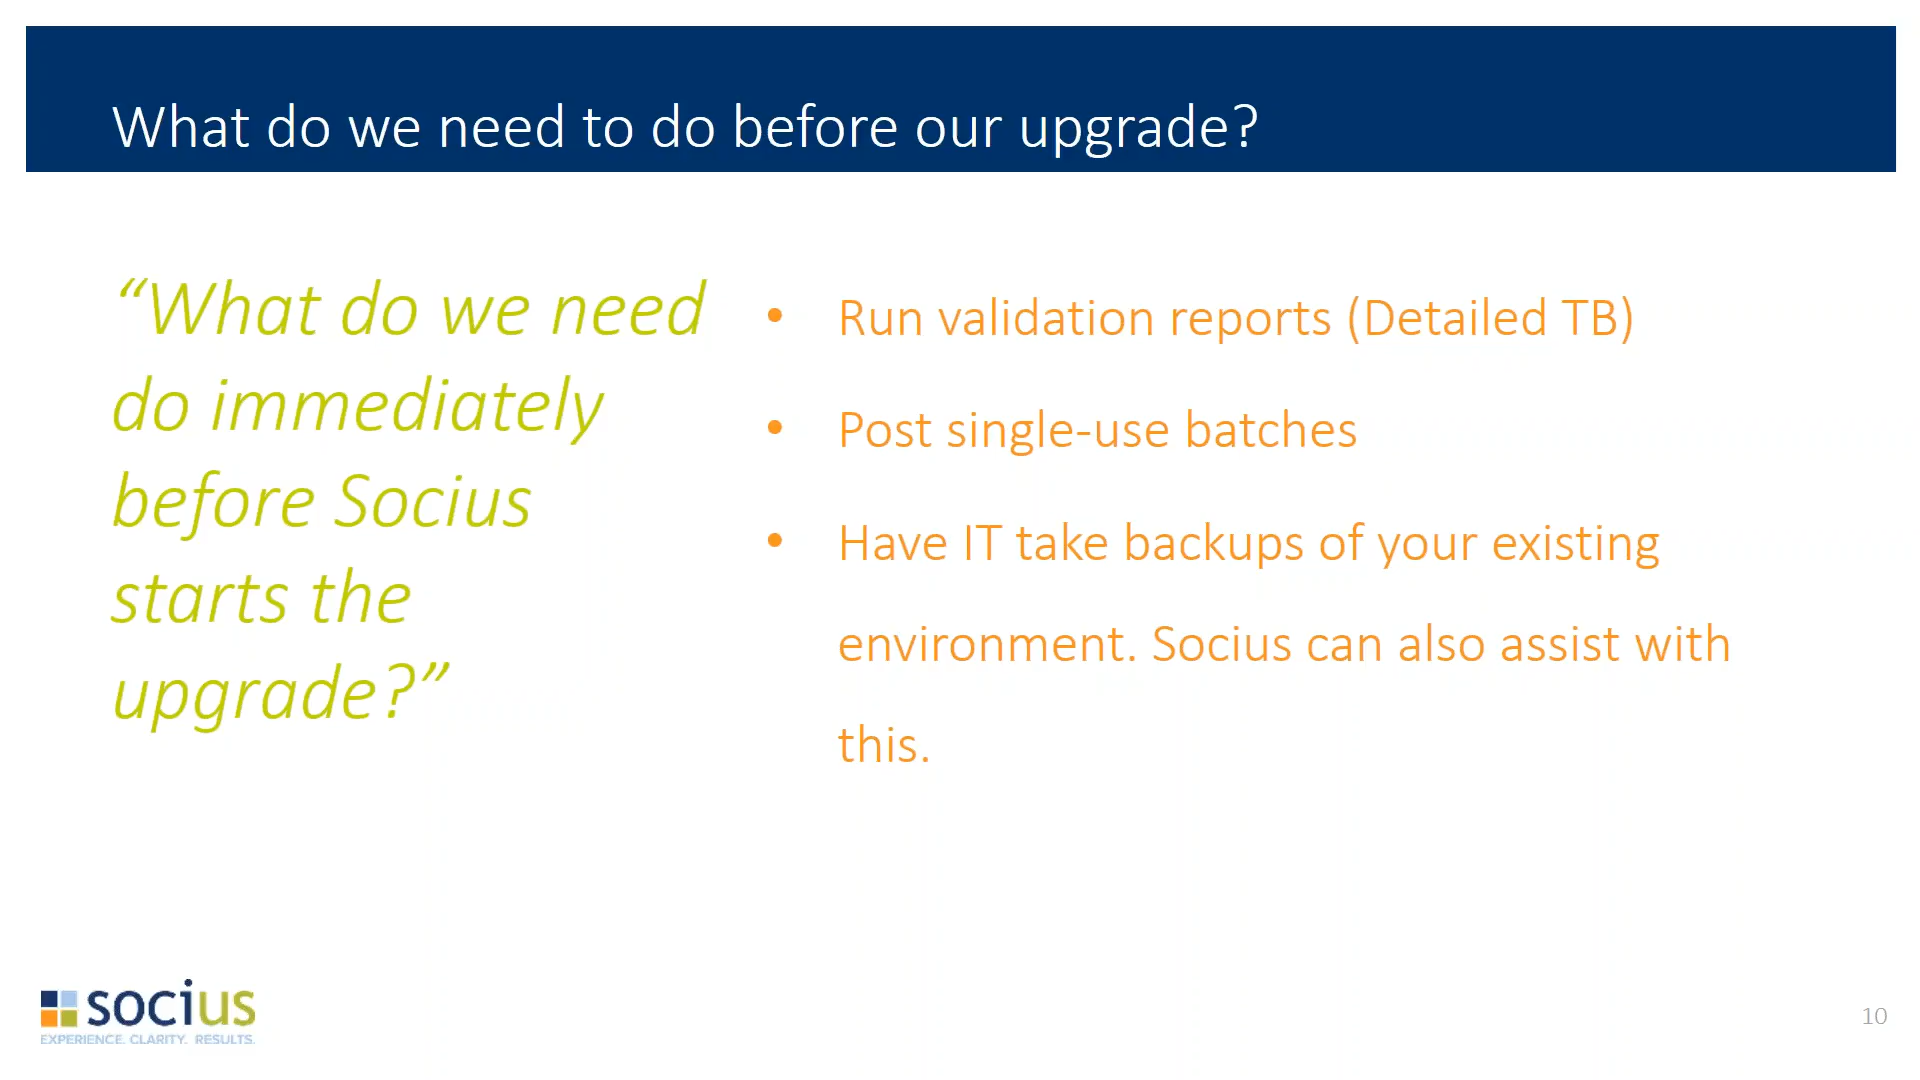 What do we need to do before our upgrade?
“What do we need
do immediately
before Socius
starts the
upgrade?”
• Run validation reports (Detailed TB)
• Post single-use batches
• Have IT take backups of your existing
environment. Socius can also assist with
this.
socius
EXPERIENCE. CLARITY. RESULTS.
10